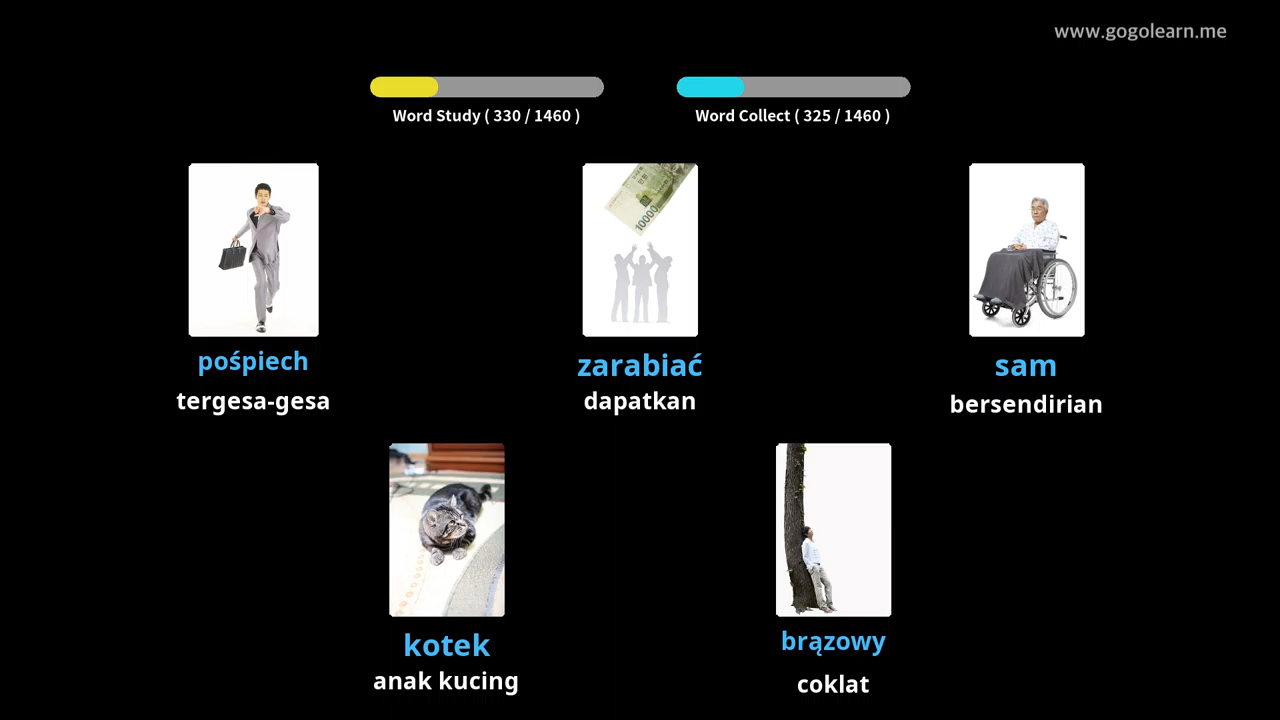 www.gogolearn.me
Word Study ( 330 / 1460 )
Word Collect ( 325 / 1460 )
10000
pośpiech
tergesa-gesa
zarabiać
dapatkan
sam
bersendirian
kotek
anak kucing
brązowy
coklat